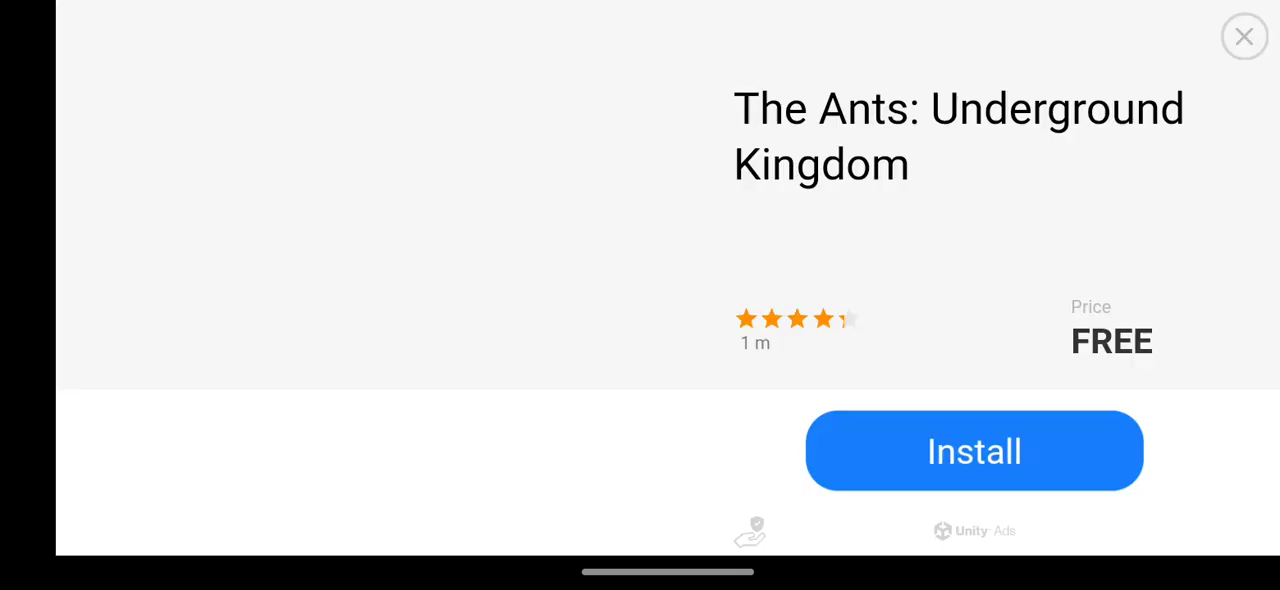 The Ants: Underground
Kingdom
1 m
Price
FREE
Install
Unity Ads